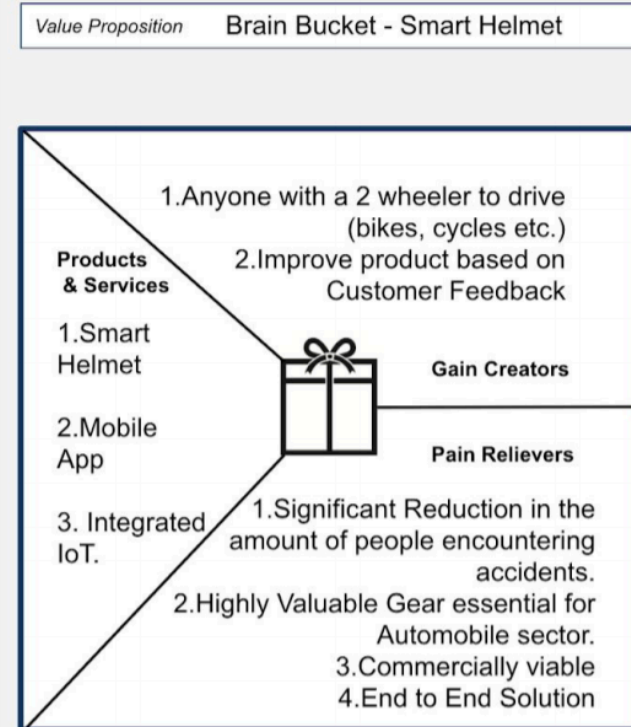 Value Proposition Brain Bucket - Smart Helmet
1.Anyone with a 2 wheeler to drive
(bikes, cycles etc.)
2.Improve product based on
Customer Feedback
Products
& Services
1.Smart
Helmet
2.Mobile
App
3. Integrated
IoT.
Gain Creators
Pain Relievers
1.Significant Reduction in the
amount of people encountering
accidents.
2.Highly Valuable Gear essential for
Automobile sector.
3.Commercially viable
4.End to End Solution